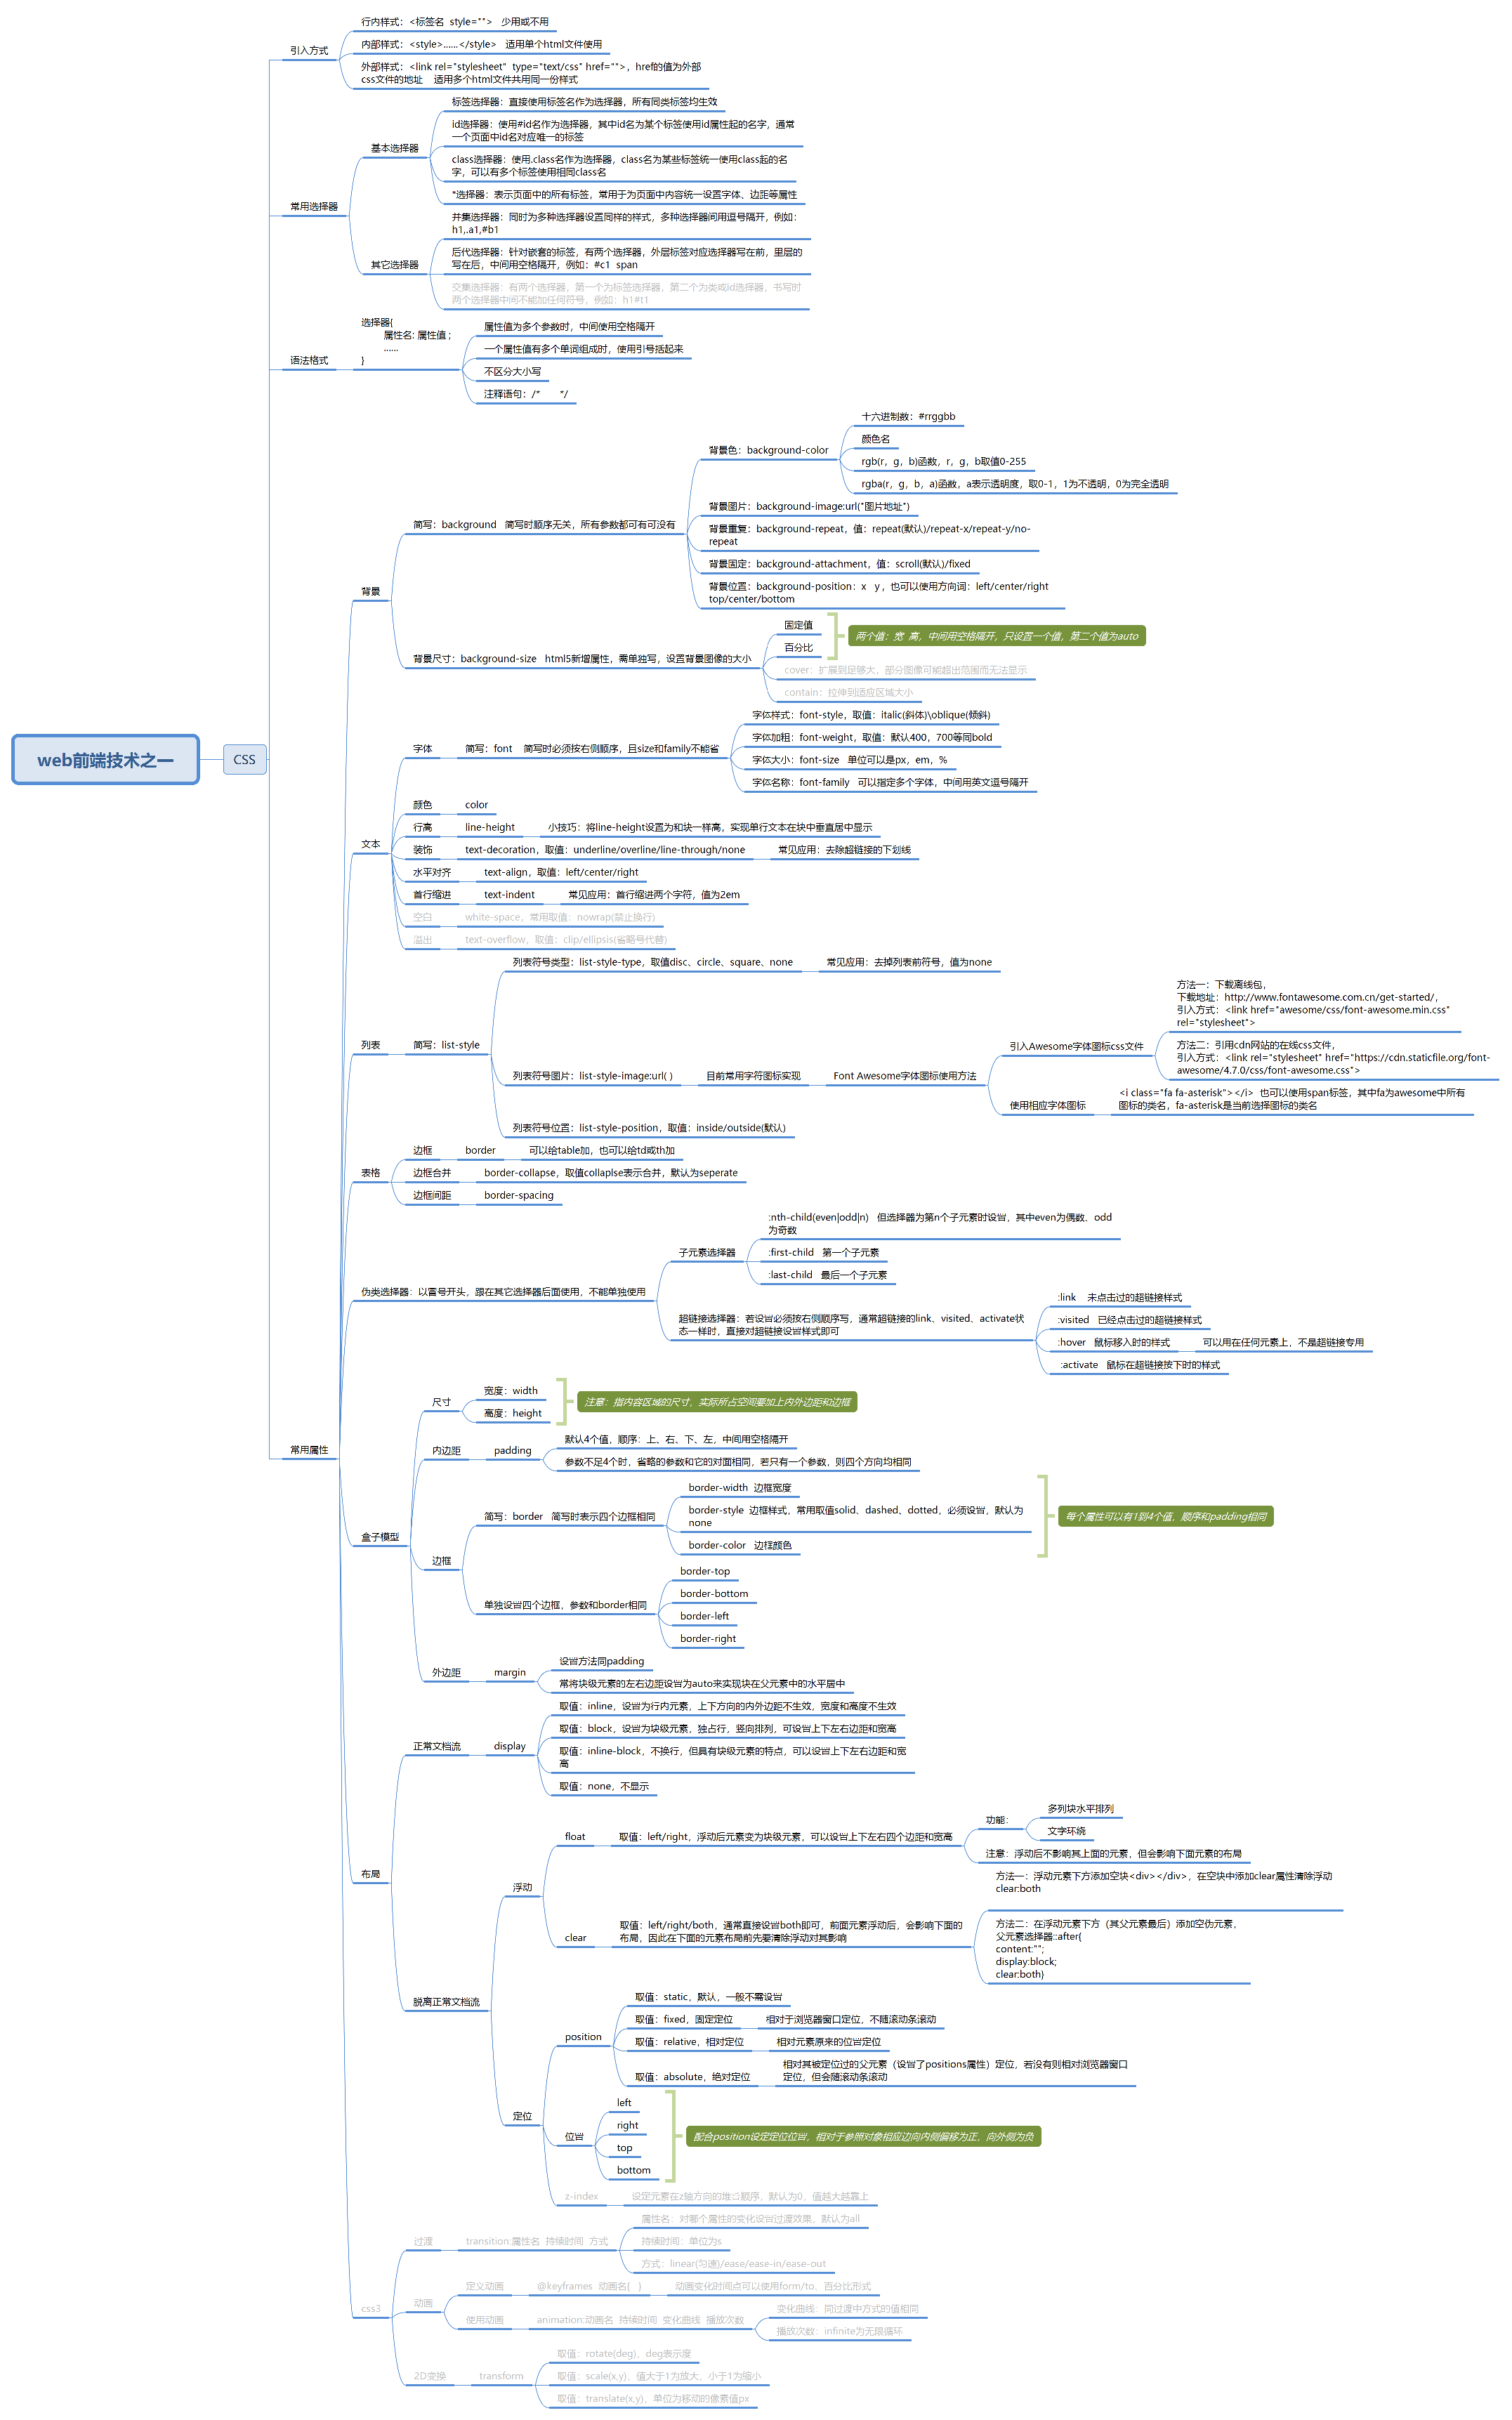 web前端技术之一
CSS
引入方式
行内样式：<标签名  style="">   少用或不用
内部样式：<style>......</style>   适用单个html文件使用
外部样式：<link rel="stylesheet"  type="text/css" href="">，href的值为外部
css文件的地址    适用多个html文件共用同一份样式
常用选择器
基本选择器
标签选择器：直接使用标签名作为选择器，所有同类标签均生效
id选择器：使用#id名作为选择器，其中id名为某个标签使用id属性起的名字，通常
一个页面中id名对应唯一的标签
class选择器：使用.class名作为选择器，class名为某些标签统一使用class起的名
字，可以有多个标签使用相同class名
*选择器：表示页面中的所有标签，常用于为页面中内容统一设置字体、边距等属性
其它选择器
并集选择器：同时为多种选择器设置同样的样式，多种选择器间用逗号隔开，例如：
h1,.a1,#b1
后代选择器：针对嵌套的标签，有两个选择器，外层标签对应选择器写在前，里层的
写在后，中间用空格隔开，例如：#c1  span
交集选择器：有两个选择器，第一个为标签选择器，第二个为类或id选择器，书写时
两个选择器中间不能加任何符号，例如：h1#t1
语法格式
选择器{
属性名: 属性值 ;
......
}
属性值为多个参数时，中间使用空格隔开
一个属性值有多个单词组成时，使用引号括起来
不区分大小写
注释语句：/*       */
常用属性
背景
简写：background   简写时顺序无关，所有参数都可有可没有
背景色：background-color
十六进制数：#rrggbb
颜色名
rgb(r，g，b)函数，r，g，b取值0-255
rgba(r，g，b，a)函数，a表示透明度，取0-1，1为不透明，0为完全透明
背景图片：background-image:url("图片地址")
背景重复：background-repeat，值：repeat(默认)/repeat-x/repeat-y/no-
repeat
背景固定：background-attachment，值：scroll(默认)/fixed
背景位置：background-position：x   y，也可以使用方向词：left/center/right
top/center/bottom
背景尺寸：background-size   html5新增属性，需单独写，设置背景图像的大小
固定值
百分比
两个值：宽  高，中间用空格隔开，只设置一个值，第二个值为auto
cover：扩展到足够大，部分图像可能超出范围而无法显示
contain：拉伸到适应区域大小
文本
字体
简写：font    简写时必须按右侧顺序，且size和family不能省
字体样式：font-style，取值：italic(斜体)\oblique(倾斜)
字体加粗：font-weight，取值：默认400，700等同bold
字体大小：font-size   单位可以是px，em，%
字体名称：font-family   可以指定多个字体，中间用英文逗号隔开
颜色
color
行高
line-height
小技巧：将line-height设置为和块一样高，实现单行文本在块中垂直居中显示
装饰
text-decoration，取值：underline/overline/line-through/none
常见应用：去除超链接的下划线
水平对齐
text-align，取值：left/center/right
首行缩进
text-indent
常见应用：首行缩进两个字符，值为2em
空白
white-space，常用取值：nowrap(禁止换行)
溢出
text-overflow，取值：clip/ellipsis(省略号代替)
列表
简写：list-style
列表符号类型：list-style-type，取值disc、circle、square、none
常见应用：去掉列表前符号，值为none
列表符号图片：list-style-image:url( )
目前常用字符图标实现
Font Awesome字体图标使用方法
引入Awesome字体图标css文件
方法一：下载离线包，
下载地址：http://www.fontawesome.com.cn/get-started/，
引入方式：<link href="awesome/css/font-awesome.min.css"
rel="stylesheet">
方法二：引用cdn网站的在线css文件，
引入方式：<link rel="stylesheet" href="https://cdn.staticfile.org/font-
awesome/4.7.0/css/font-awesome.css">
使用相应字体图标
<i class="fa fa-asterisk"></i>  也可以使用span标签，其中fa为awesome中所有
图标的类名，fa-asterisk是当前选择图标的类名
列表符号位置：list-style-position，取值：inside/outside(默认)
表格
边框
border
可以给table加，也可以给td或th加
边框合并
border-collapse，取值collaplse表示合并，默认为seperate
边框间距
border-spacing
伪类选择器：以冒号开头，跟在其它选择器后面使用，不能单独使用
子元素选择器
:nth-child(even|odd|n)   但选择器为第n个子元素时设置，其中even为偶数、odd
为奇数
:first-child   第一个子元素
:last-child   最后一个子元素
超链接选择器：若设置必须按右侧顺序写，通常超链接的link、visited、activate状
态一样时，直接对超链接设置样式即可
:link    未点击过的超链接样式
:visited   已经点击过的超链接样式
:hover   鼠标移入时的样式
可以用在任何元素上，不是超链接专用
:activate   鼠标在超链接按下时的样式
盒子模型
尺寸
宽度：width
高度：height
注意：指内容区域的尺寸，实际所占空间要加上内外边距和边框
内边距
padding
默认4个值，顺序：上、右、下、左，中间用空格隔开
参数不足4个时，省略的参数和它的对面相同，若只有一个参数，则四个方向均相同
边框
简写：border   简写时表示四个边框相同
border-width  边框宽度
border-style  边框样式，常用取值solid、dashed、dotted，必须设置，默认为
none
border-color   边框颜色
每个属性可以有1到4个值，顺序和padding相同
单独设置四个边框，参数和border相同
border-top
border-bottom
border-left
border-right
外边距
margin
设置方法同padding
常将块级元素的左右边距设置为auto来实现块在父元素中的水平居中
布局
正常文档流
display
取值：inline，设置为行内元素，上下方向的内外边距不生效，宽度和高度不生效
取值：block，设置为块级元素，独占行，竖向排列，可设置上下左右边距和宽高
取值：inline-block，不换行，但具有块级元素的特点，可以设置上下左右边距和宽
高
取值：none，不显示
脱离正常文档流
浮动
float
取值：left/right，浮动后元素变为块级元素，可以设置上下左右四个边距和宽高
功能：
多列块水平排列
文字环绕
注意：浮动后不影响其上面的元素，但会影响下面元素的布局
clear
取值：left/right/both，通常直接设置both即可，前面元素浮动后，会影响下面的
布局，因此在下面的元素布局前先要清除浮动对其影响
方法一：浮动元素下方添加空块<div></div>，在空块中添加clear属性清除浮动
clear:both
方法二：在浮动元素下方（其父元素最后）添加空伪元素，
父元素选择器::after{
content:"";
display:block;
clear:both}
定位
position
取值：static，默认，一般不需设置
取值：fixed，固定定位
相对于浏览器窗口定位，不随滚动条滚动
取值：relative，相对定位
相对元素原来的位置定位
取值：absolute，绝对定位
相对其被定位过的父元素（设置了positions属性）定位，若没有则相对浏览器窗口
定位，但会随滚动条滚动
位置
left
right
top
bottom
配合position设定定位位置，相对于参照对象相应边向内侧偏移为正，向外侧为负
z-index
设定元素在z轴方向的堆叠顺序，默认为0，值越大越靠上
css3
过渡
transition:属性名  持续时间  方式
属性名：对哪个属性的变化设置过渡效果，默认为all
持续时间：单位为s
方式：linear(匀速)/ease/ease-in/ease-out
动画
定义动画
@keyframes  动画名{   }
动画变化时间点可以使用form/to、百分比形式
使用动画
animation:动画名  持续时间  变化曲线  播放次数
变化曲线：同过渡中方式的值相同
播放次数：infinite为无限循环
2D变换
transform
取值：rotate(deg)，deg表示度
取值：scale(x,y)，值大于1为放大，小于1为缩小
取值：translate(x,y)，单位为移动的像素值px